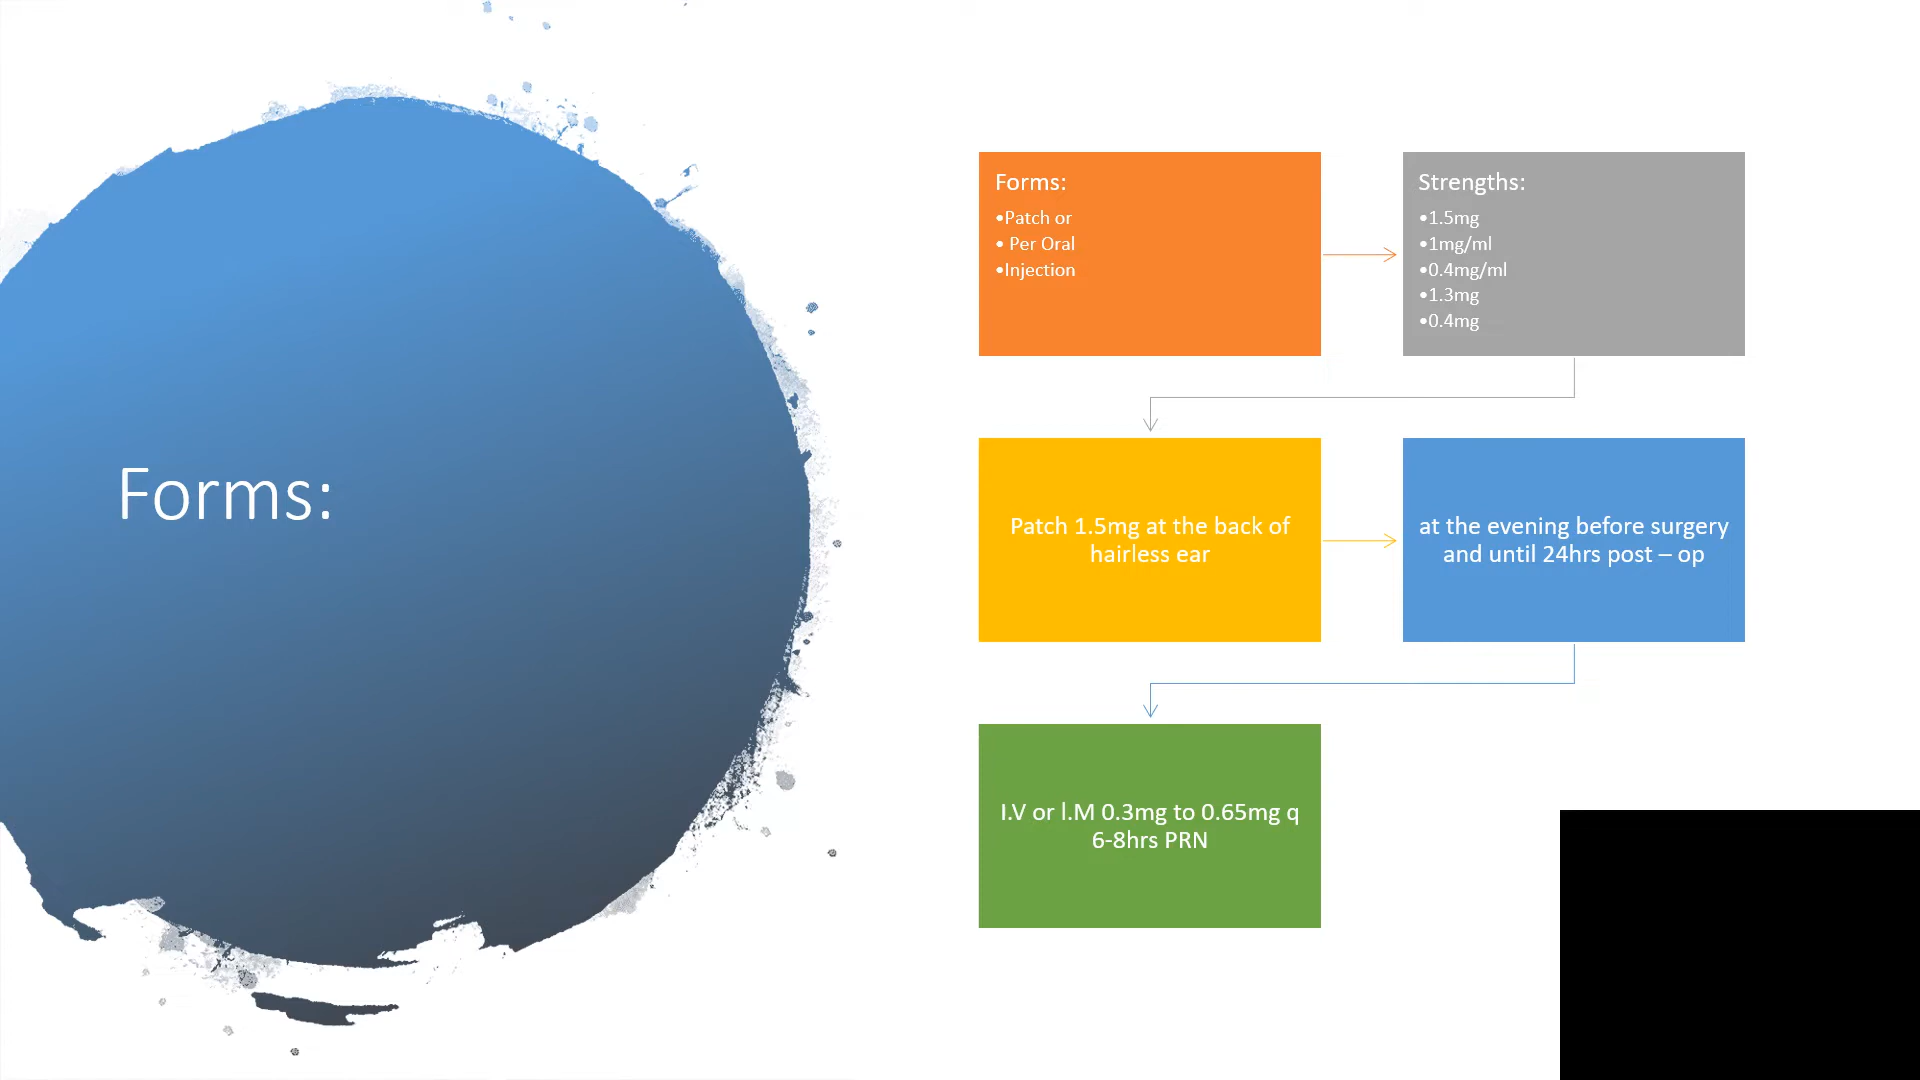 Forms:
Forms:
•Patch or
• Per Oral
•Injection
Strengths:
•1.5mg
•1mg/ml
•0.4mg/ml
•1.3mg
•0.4mg
Patch 1.5mg at the back of
hairless ear
at the evening before surgery
and until 24hrs post – op
I.V or l.M 0.3mg to 0.65mg q
6-8hrs PRN